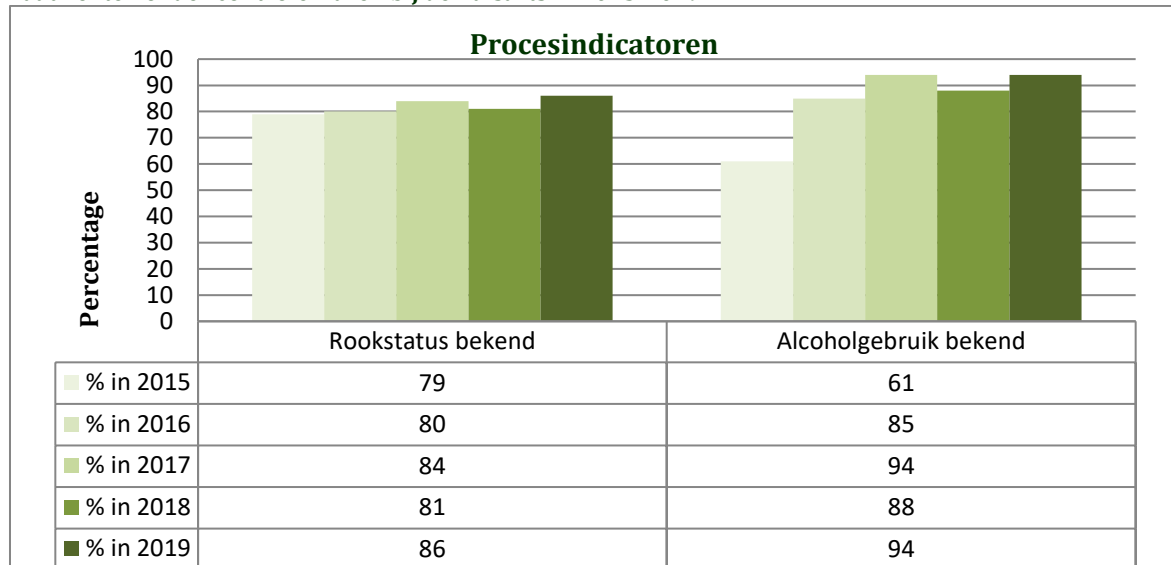 Procesindicatoren
Percentage
100
90
80
70
60
50
40
30
20
10
0
Rookstatus bekend Alcoholgebruik bekend
% in 2015 79 61
% in 2016 80 85
% in 2017 84 94
% in 2018 81 88
% in 2019 86 94